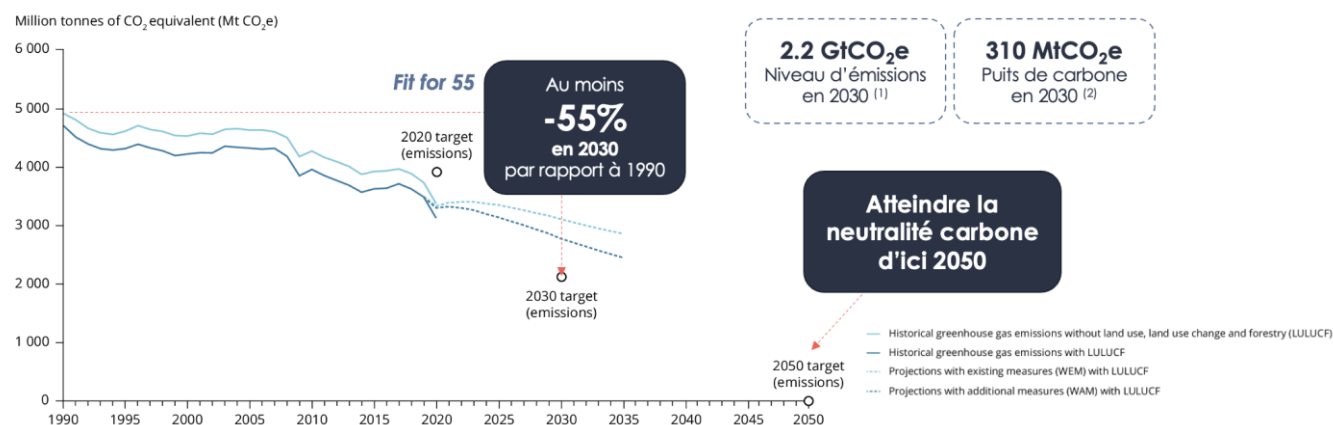 Million tonnes of CO₂ equivalent (Mt CO₂e)
6 000
5 000
4 000
3 000
2 000
1 000
0
1990
1995
2000
2005
2010
2015
2020
2025
2030
2035
2040
2045
2050
Fit for 55
2020 target
(emissions)
Au moins
-55%
en 2030
par rapport à 1990
2030 target
(emissions)
2.2 GtCO₂e
Niveau d'émissions
en 2030 (1)
310 MtCO₂e
Puits de carbone
en 2030 (2)
Atteindre la
neutralité carbone
d'ici 2050
2050 target
(emissions)
Historical greenhouse gas emissions without land use, land use change and forestry (LULUCF)
Historical greenhouse gas emissions with LULUCF
Projections with existing measures (WEM) with LULUCF
Projections with additional measures (WAM) with LULUCF